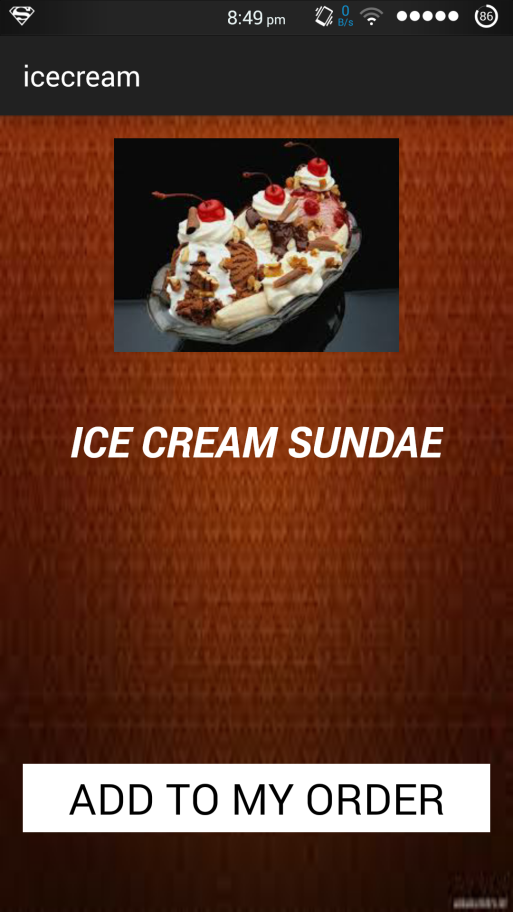 8:49 pm
0
B/s
86
icecream
ICE CREAM SUNDAE
ADD TO MY ORDER